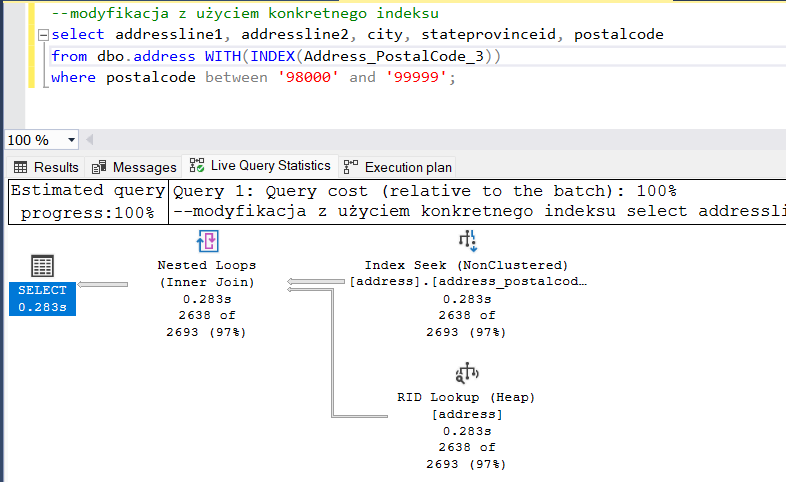 --modyfikacja z użyciem konkretnego indeksu
select addressline1, addressline2, city, stateprovinceid, postalcode
from dbo.address WITH(INDEX(Address_PostalCode_3))
where postalcode between '98000' and '99999';
100 %
Results Messages Live Query Statistics Execution plan
Estimated query progress:100%
Query 1: Query cost (relative to the batch): 100%
--modyfikacja z użyciem konkretnego indeksu select addressli
SELECT
0.283s
Nested Loops
(Inner Join)
0.283s
2638 of
2693 (97%)
Index Seek (NonClustered)
[address].[address_postalcod…
0.283s
2638 of
2693 (97%)
RID Lookup (Heap)
[address]
0.283s
2638 of
2693 (97%)